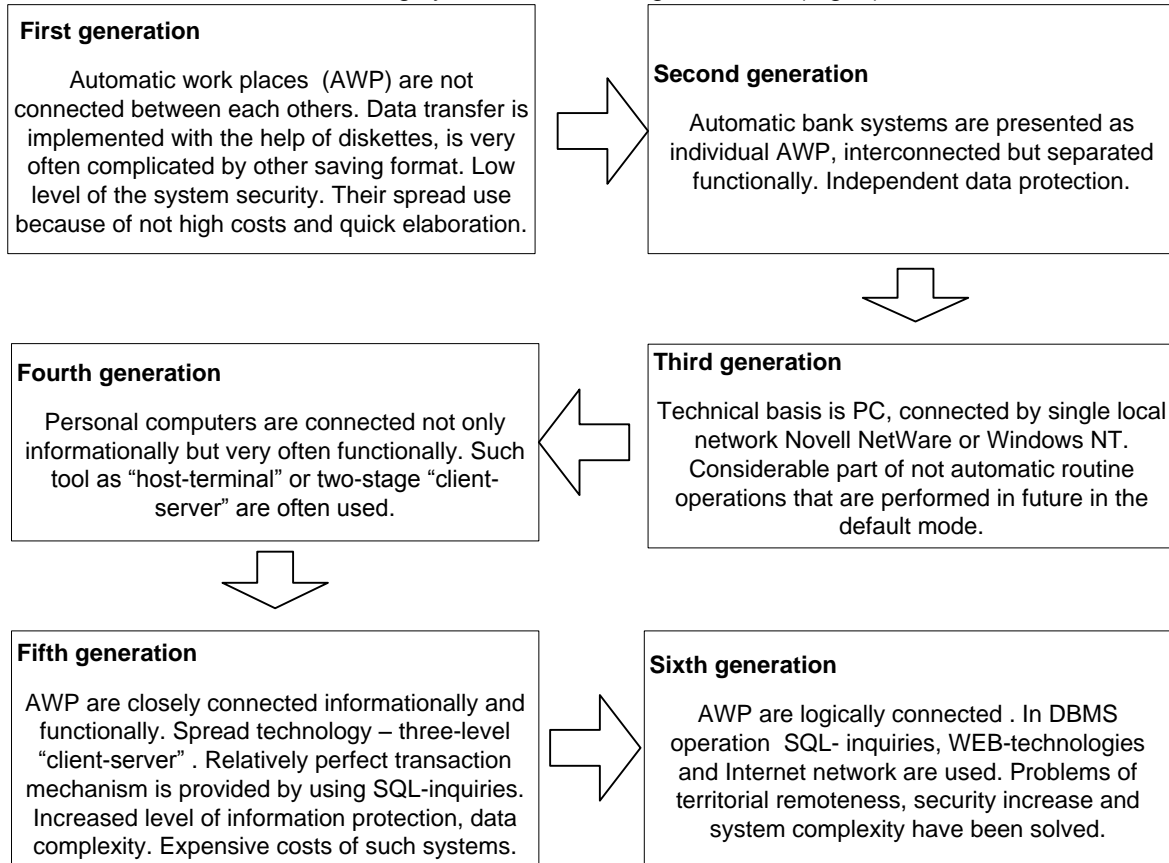 First generation
Automatic work places (AWP) are not
connected between each others. Data transfer is
implemented with the help of diskettes, is very
often complicated by other saving format. Low
level of the system security. Their spread use
because of not high costs and quick elaboration.
Second generation
Automatic bank systems are presented as
individual AWP, interconnected but separated
functionally. Independent data protection.
Third generation
Technical basis is PC, connected by single local
network Novell NetWare or Windows NT.
Considerable part of not automatic routine
operations that are performed in future in the
default mode.
Fourth generation
Personal computers are connected not only
informationally but very often functionally. Such
tool as “host-terminal” or two-stage “client-
server” are often used.
Fifth generation
AWP are closely connected informationally and
functionally. Spread technology – three-level
“client-server” . Relatively perfect transaction
mechanism is provided by using SQL-inquiries.
Increased level of information protection, data
complexity. Expensive costs of such systems.
Sixth generation
AWP are logically connected . In DBMS
operation SQL- inquiries, WEB-technologies
and Internet network are used. Problems of
territorial remoteness, security increase and
system complexity have been solved.